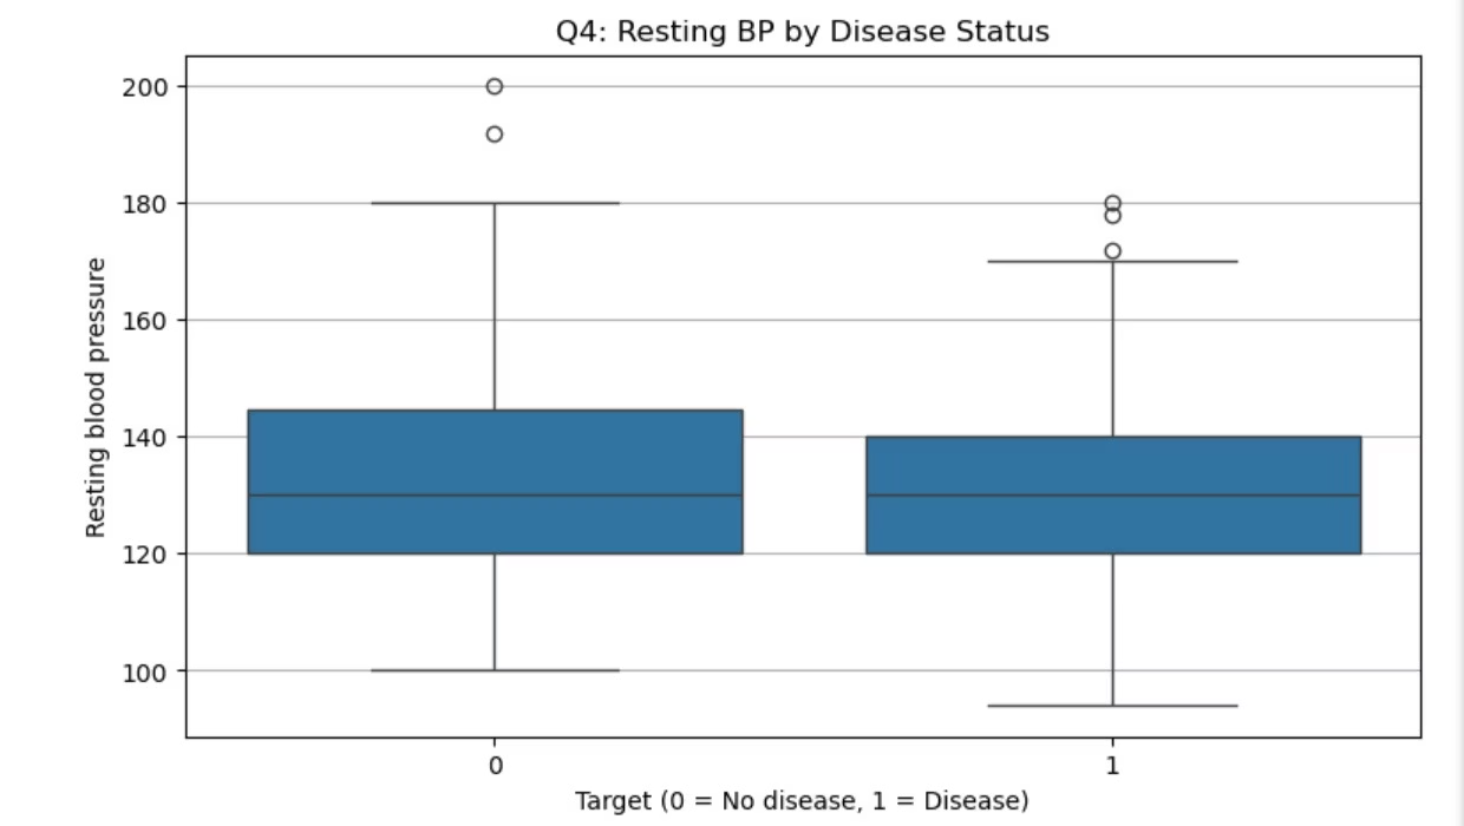 Q4: Resting BP by Disease Status
200
180
160
140
120
100
Resting blood pressure
0
1
Target (0 = No disease, 1 = Disease)